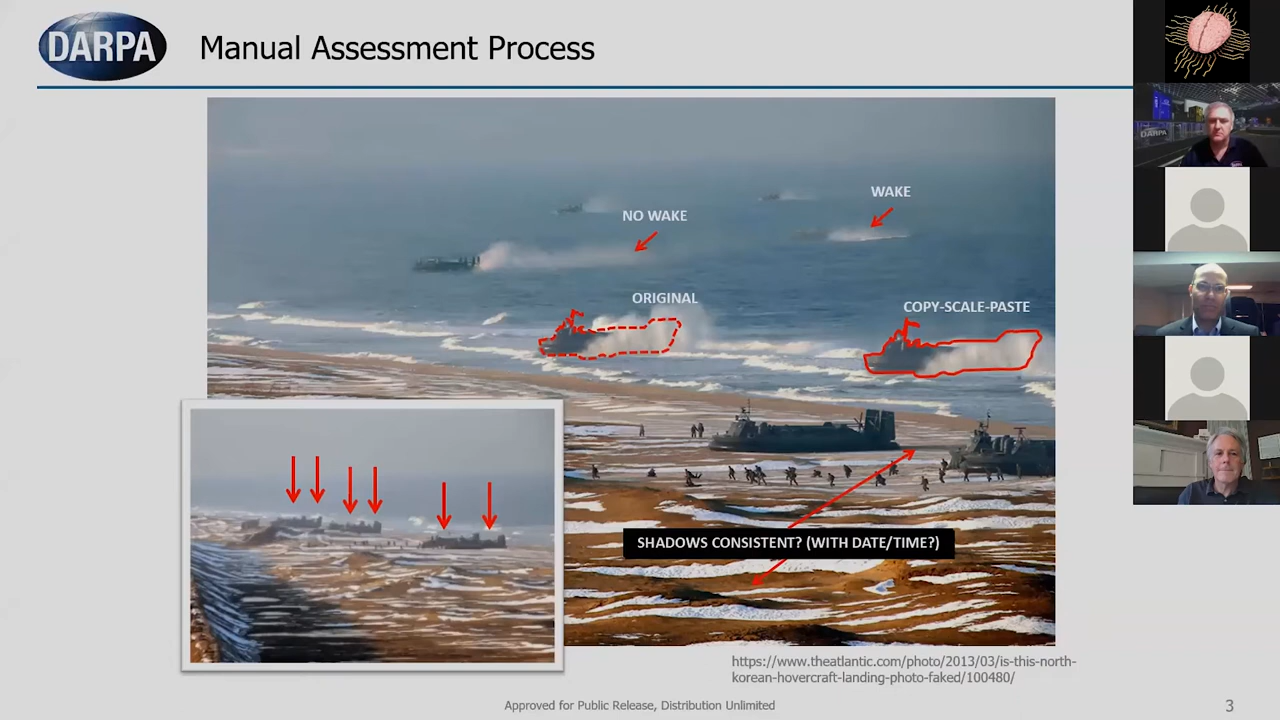 DARPA
Manual Assessment Process
WAKE
NO WAKE
ORIGINAL
COPY-SCALE-PASTE
SHADOWS CONSISTENT? (WITH DATE/TIME?)
https://www.theatlantic.com/photo/2013/03/is-this-north-
korean-hovercraft-landing-photo-faked/100480/
Approved for Public Release, Distribution Unlimited
3
DARPA